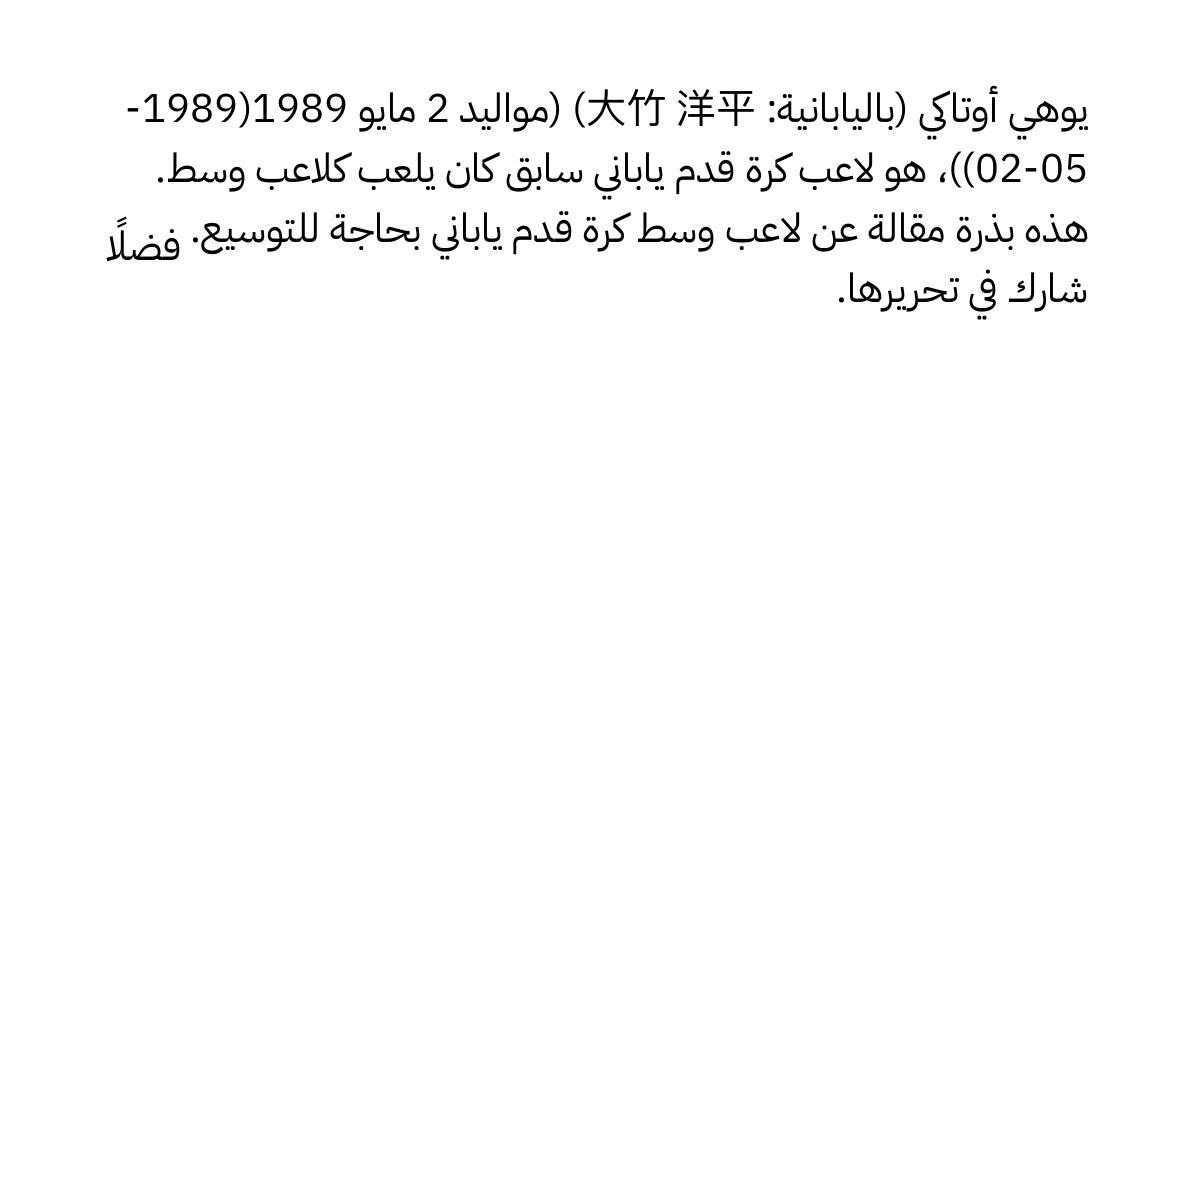 يوهي أوتاكي (باليابانية: 大竹 洋平) (مواليد 2 مايو 1989(1989-
02-05))، هو لاعب كرة قدم ياباني سابق كان يلعب كلاعب وسط.
هذه بذرة مقالة عن لاعب وسط كرة قدم ياباني بحاجة للتوسيع. فضلًا
شارك في تحريرها.